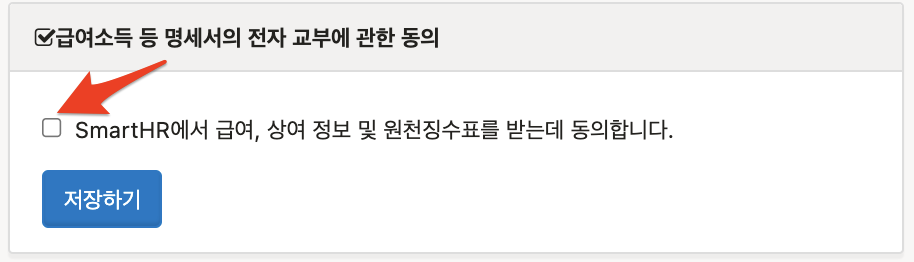 급여소득 등 명세서의 전자 교부에 관한 동의
SmartHR에서 급여, 상여 정보 및 원천징수표를 받는데 동의합니다.
저장하기